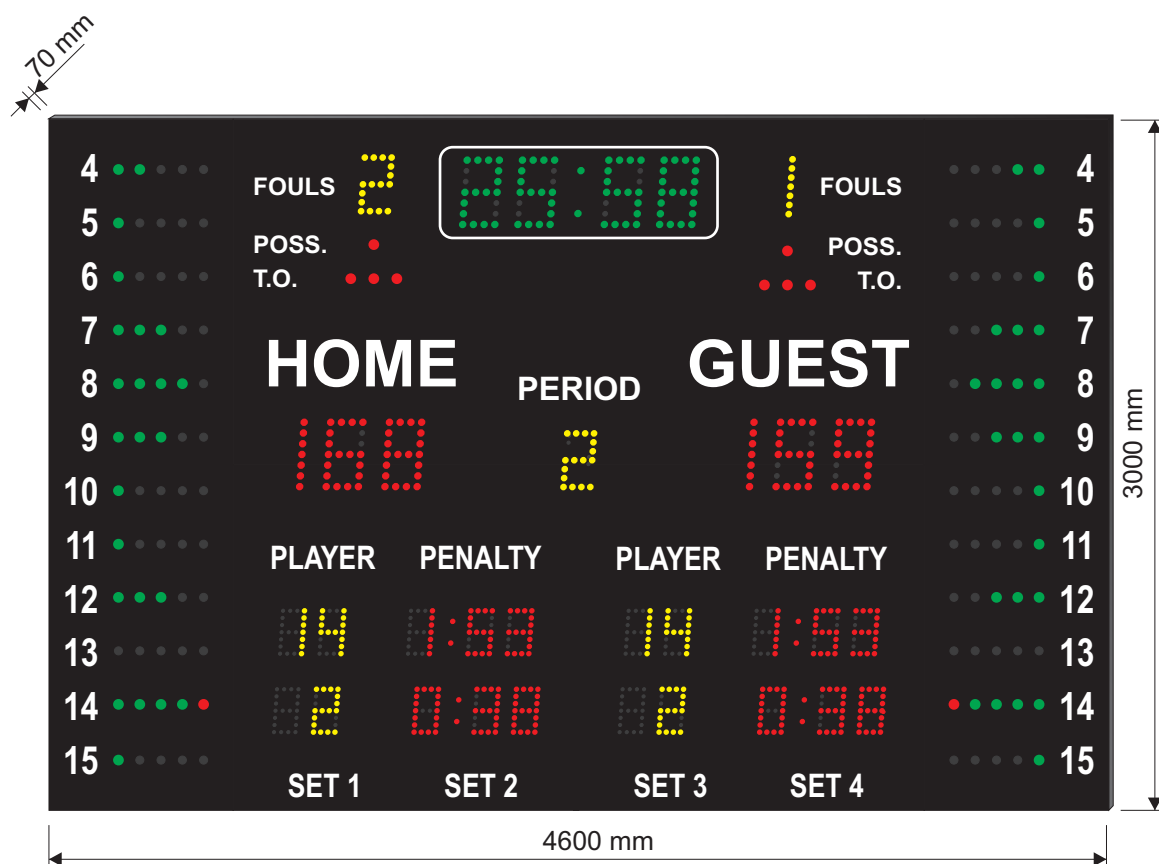 70 mm
4 FOULS 2 25:58 1 FOULS 4
5 5
POSS. POSS.
6 T.O. T.O. 6
7 7
HOME GUEST
8 PERIOD 8
9 168 2 159 9
10 10
11 11
PLAYER PENALTY PLAYER PENALTY
12 12
14 1:53 14 1:53
13 13
14 2 0:38 2 0:38 14
15 15
SET 1 SET 2 SET 3 SET 4
3000 mm
4600 mm